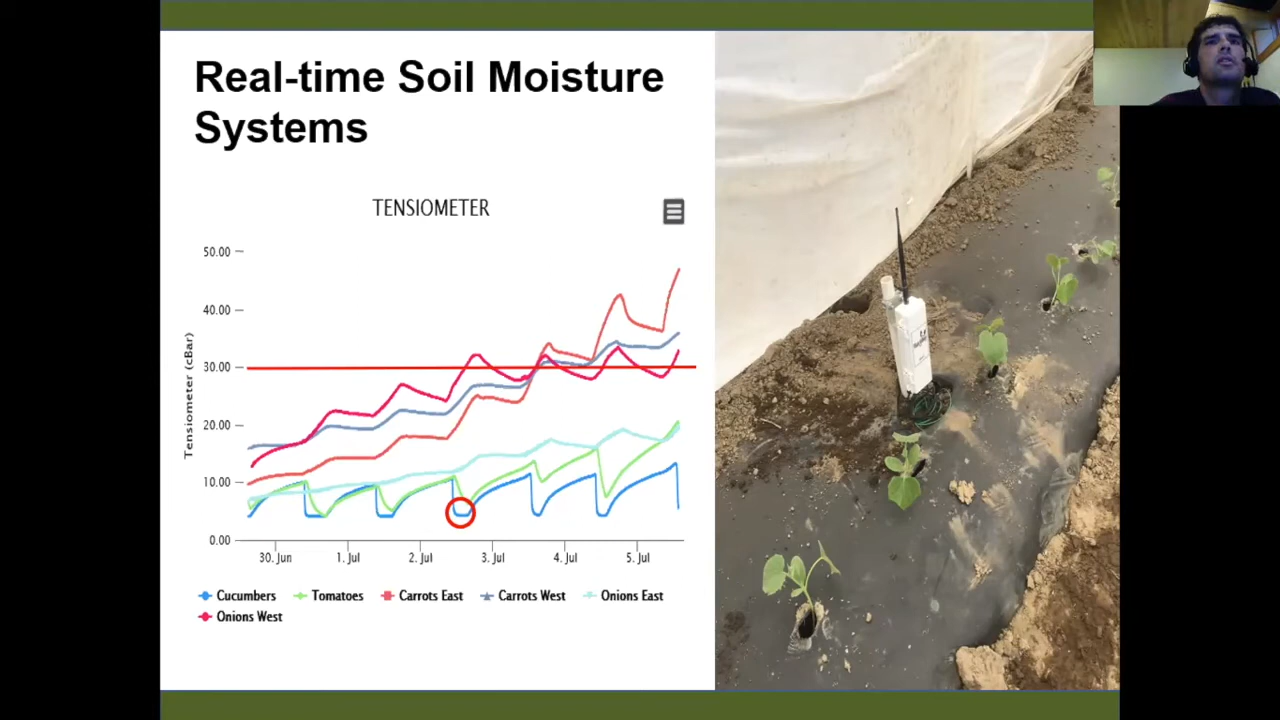 Real-time Soil Moisture
Systems
TENSIOMETER
Tensiometer (cBar)
50.00
40.00
30.00
20.00
10.00
0.00
30. Jun
1. Jul
2. Jul
3. Jul
4. Jul
5. Jul
Cucumbers
Tomatoes
Carrots East
Carrots West
Onions East
Onions West